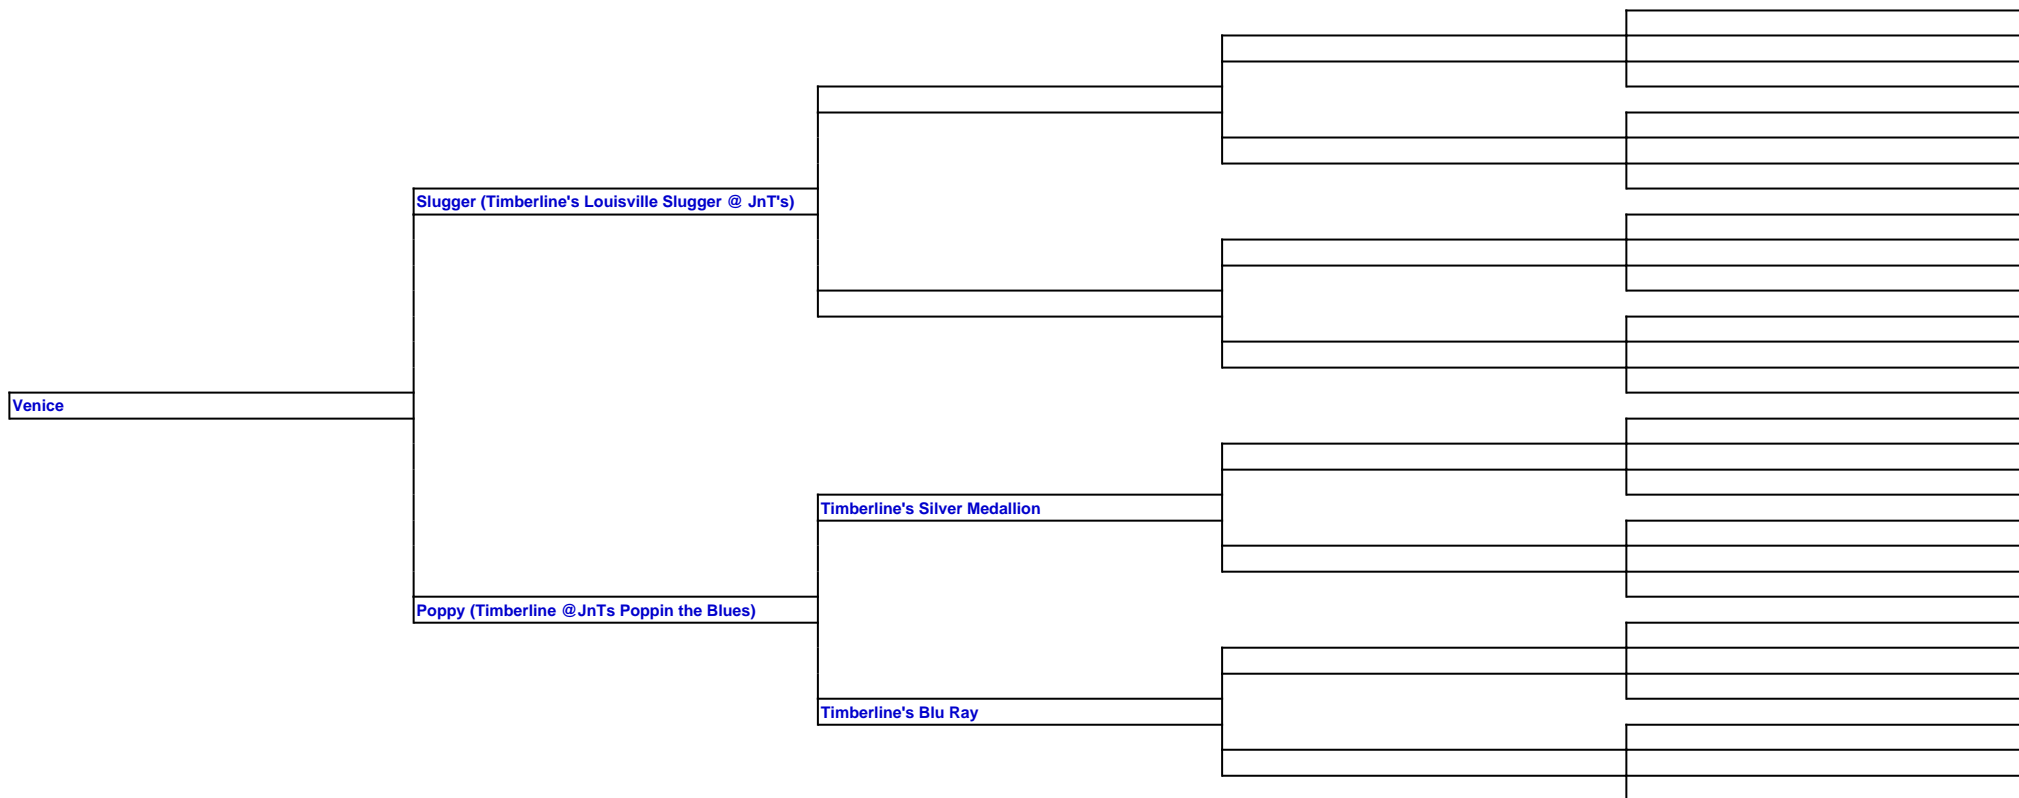 Slugger (Timberline's Louisville Slugger @ JnT's)
Venice
Timberline's Silver Medallion
Poppy (Timberline @JnTs Poppin the Blues)
Timberline's Blu Ray